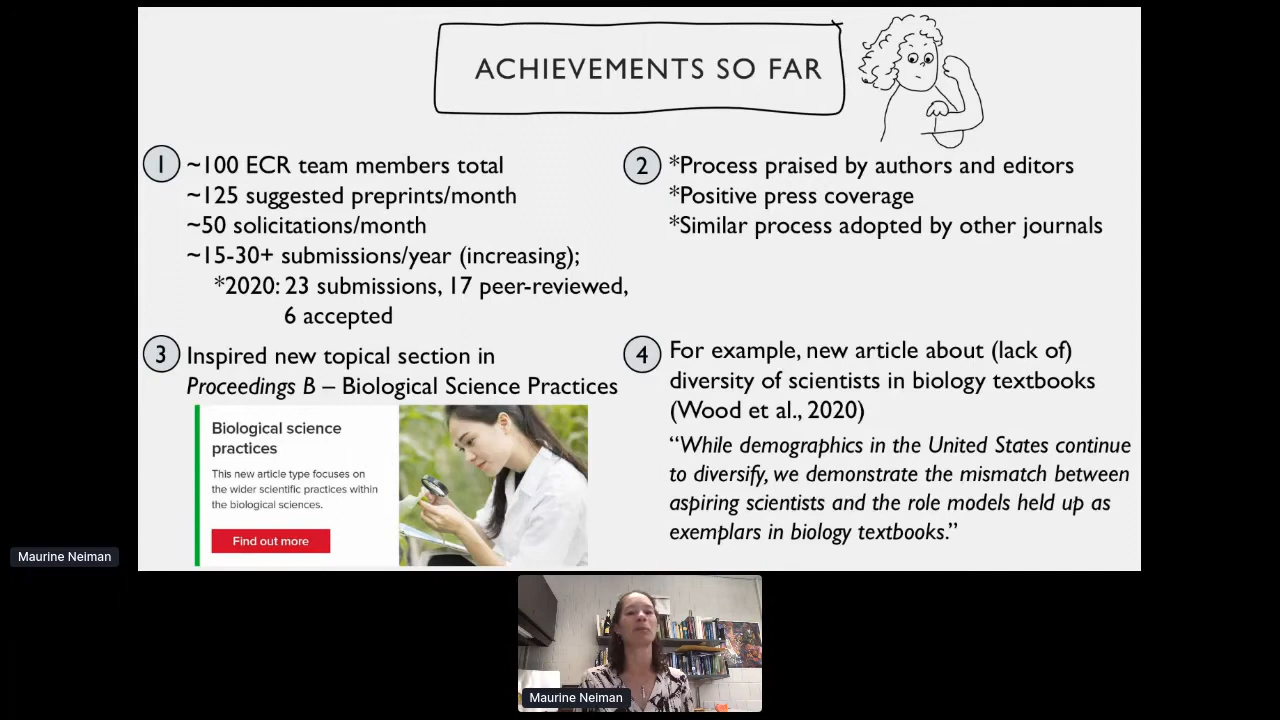 ACHIEVEMENTS SO FAR
1 ~100 ECR team members total
~125 suggested preprints/month
~50 solicitations/month
~15-30+ submissions/year (increasing);
*2020: 23 submissions, 17 peer-reviewed,
6 accepted
2 *Process praised by authors and editors
*Positive press coverage
*Similar process adopted by other journals
3 Inspired new topical section in
Proceedings B – Biological Science Practices
Biological science
practices
This new article type focuses on
the wider scientific practices within
the biological sciences.
Find out more
4 For example, new article about (lack of)
diversity of scientists in biology textbooks
(Wood et al., 2020)
“While demographics in the United States continue
to diversify, we demonstrate the mismatch between
aspiring scientists and the role models held up as
exemplars in biology textbooks.”
Maurine Neiman
Maurine Neiman